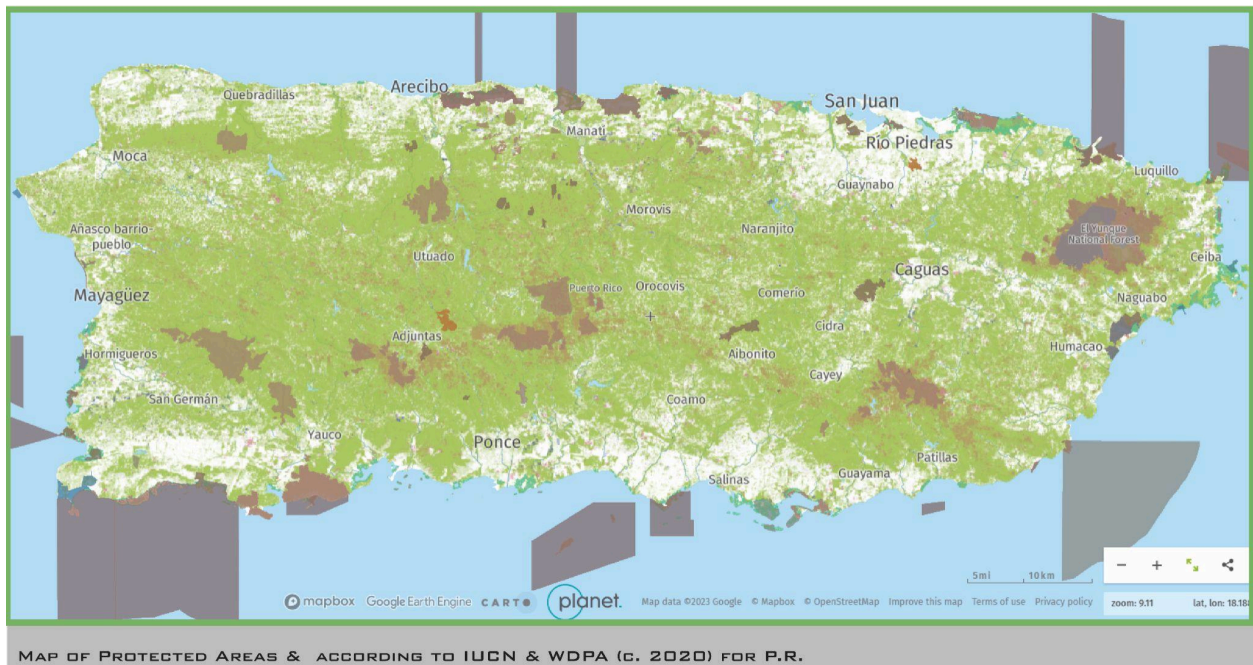 Quebradillas
Arecibo
San Juan
Manatí
Río Piedras
Moca
Guaynabo
Luquillo
Morovis
Añasco barrio-
pueblo
Naranjito
El Yunque
National Forest
Utuado
Caguas
Ceiba
Mayagüez
Puerto Rico
Orocovis
Comerío
Naguabo
Adjuntas
Cidra
Hormigueros
Aibonito
Humacao
Cayey
San Germán
Coamo
Yauco
Ponce
Patillas
Salinas
Guayama
− +
5mi 10km
mapbox Google Earth Engine CARTO planet. Map data ©2023 Google © Mapbox © OpenStreetMap Improve this map Terms of use Privacy policy zoom: 9.11 lat, lon: 18.188
MAP OF PROTECTED AREAS & ACCORDING TO IUCN & WDPA (C. 2020) FOR P.R.